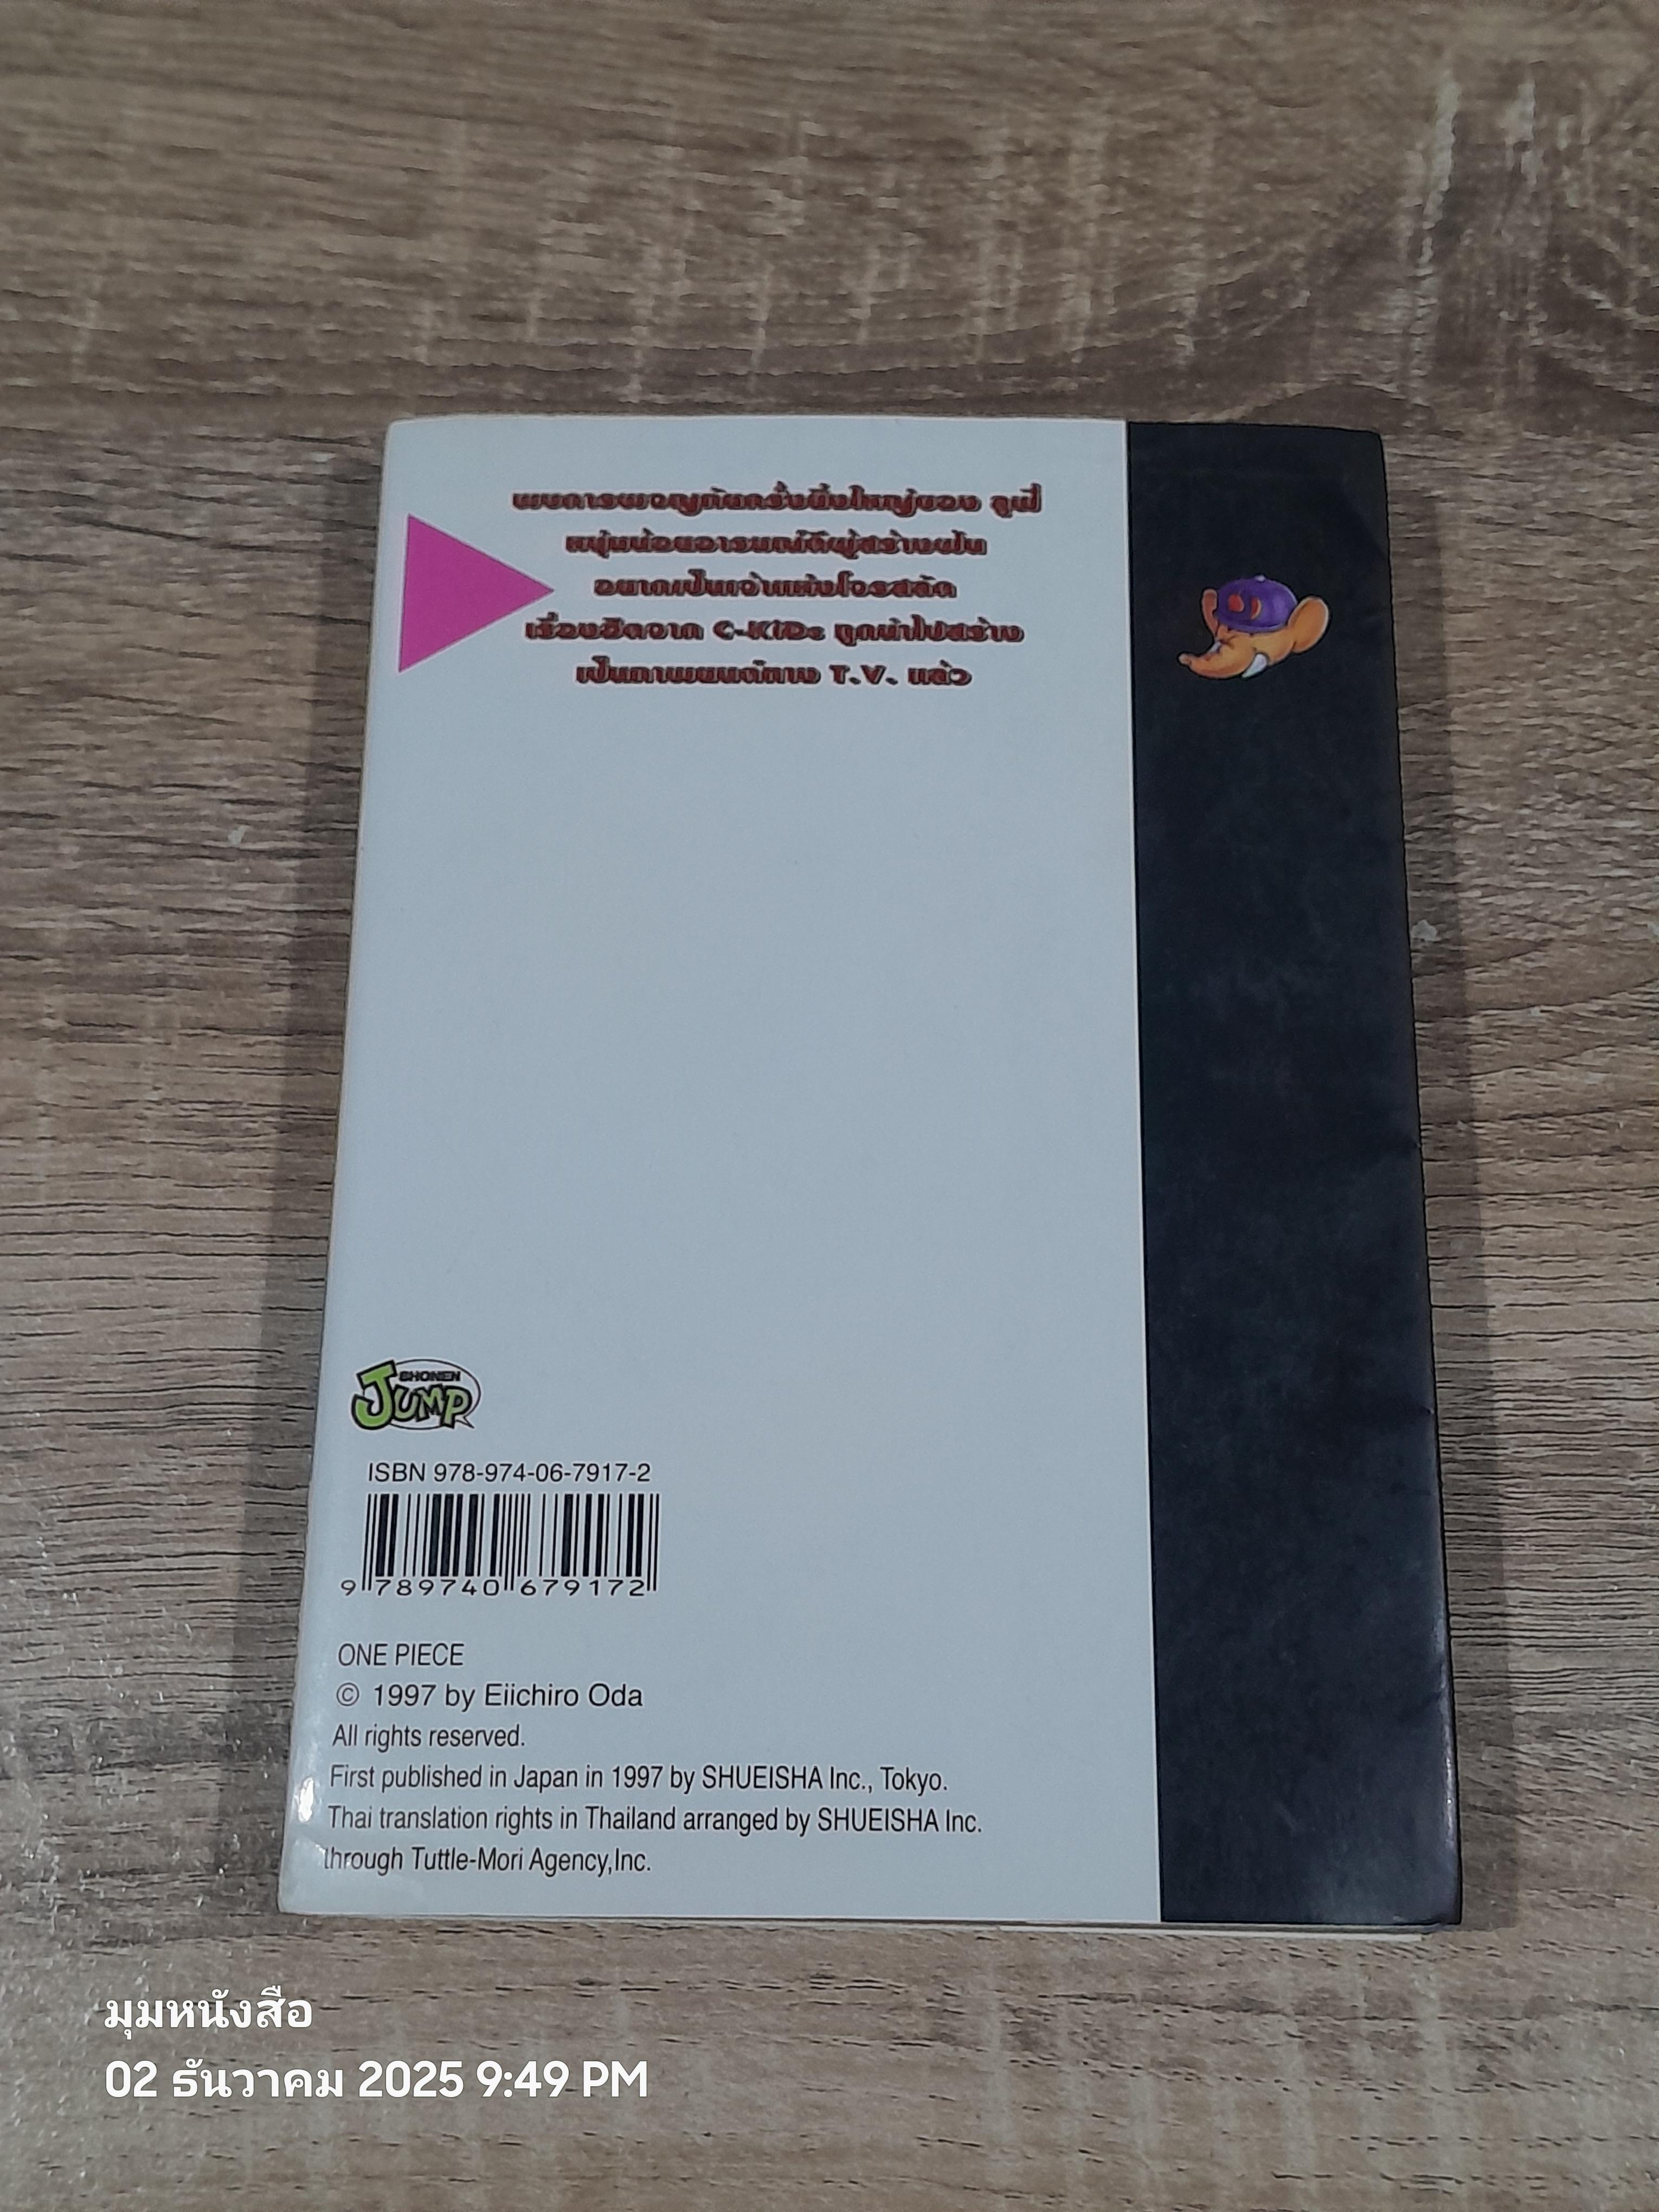 พบการผจญภัยครั้งยิ่งใหญ่ของ ลูฟี่
หนุ่มน้อยอารมณ์ดีผู้สร้างฝัน
อยากเป็นเจ้าแห่งโจรสลัด
เรื่องฮิตจาก C-KiDs ถูกนำไปสร้าง
เป็นภาพยนต์ทาง T.V. แล้ว
SHONEN
JUMP
ISBN 978-974-06-7917-2
9 789740 679172
ONE PIECE
© 1997 by Eiichiro Oda
All rights reserved.
First published in Japan in 1997 by SHUEISHA Inc., Tokyo.
Thai translation rights in Thailand arranged by SHUEISHA Inc.
through Tuttle-Mori Agency,Inc.
มุมหนังสือ
02 ธันวาคม 2025 9:49 PM